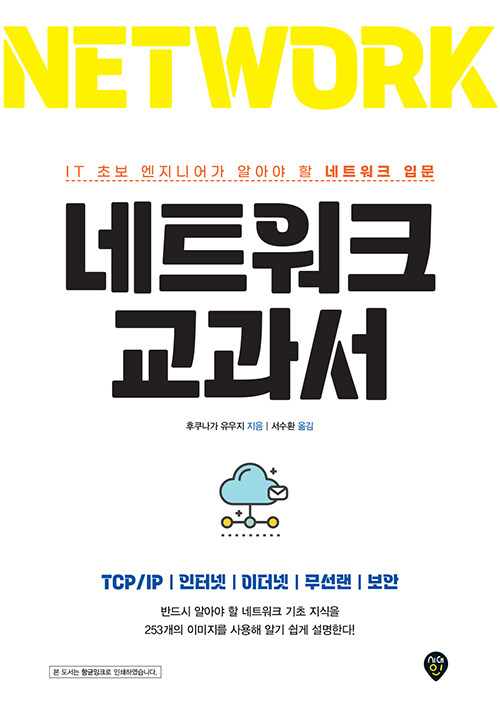 NETWORK
IT 초보 엔지니어가 알아야 할 네트워크 입문
네트워크
교과서
후쿠나가 유우지 지음 | 서수환 옮김
TCP/IP | 인터넷 | 이더넷 | 무선랜 | 보안
반드시 알아야 할 네트워크 기초 지식을
253개의 이미지를 사용해 알기 쉽게 설명한다!
본 도서는 항균잉크로 인쇄하였습니다.
시대
인